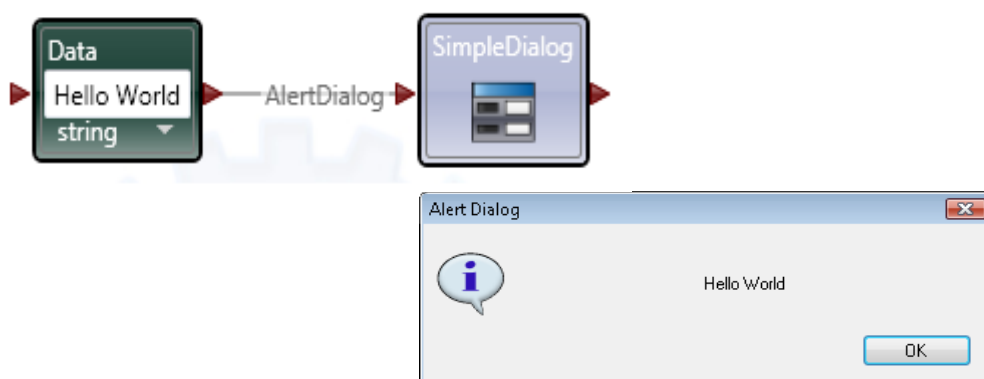 Data
Hello World
string
AlertDialog
SimpleDialog
Alert Dialog
Hello World
OK